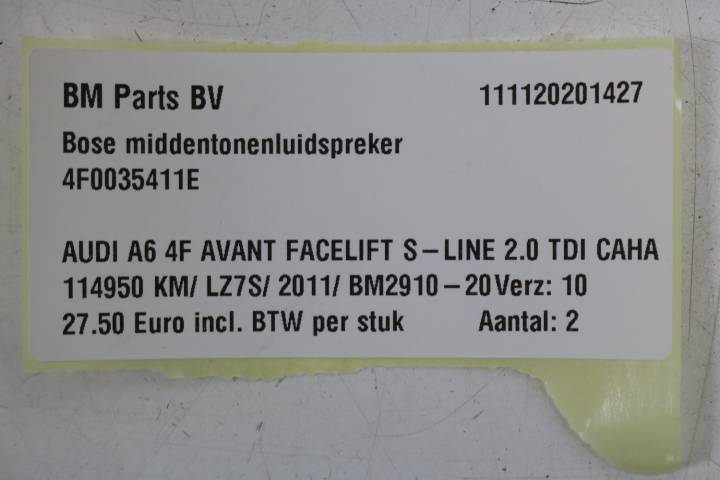 BM Parts BV 111120201427
Bose middentonenluidspreker
4F0035411E
AUDI A6 4F AVANT FACELIFT S-LINE 2.0 TDI CAHA
114950 KM/ LZ7S/ 2011/ BM2910-20Verz: 10
27.50 Euro incl. BTW per stuk Aantal: 2